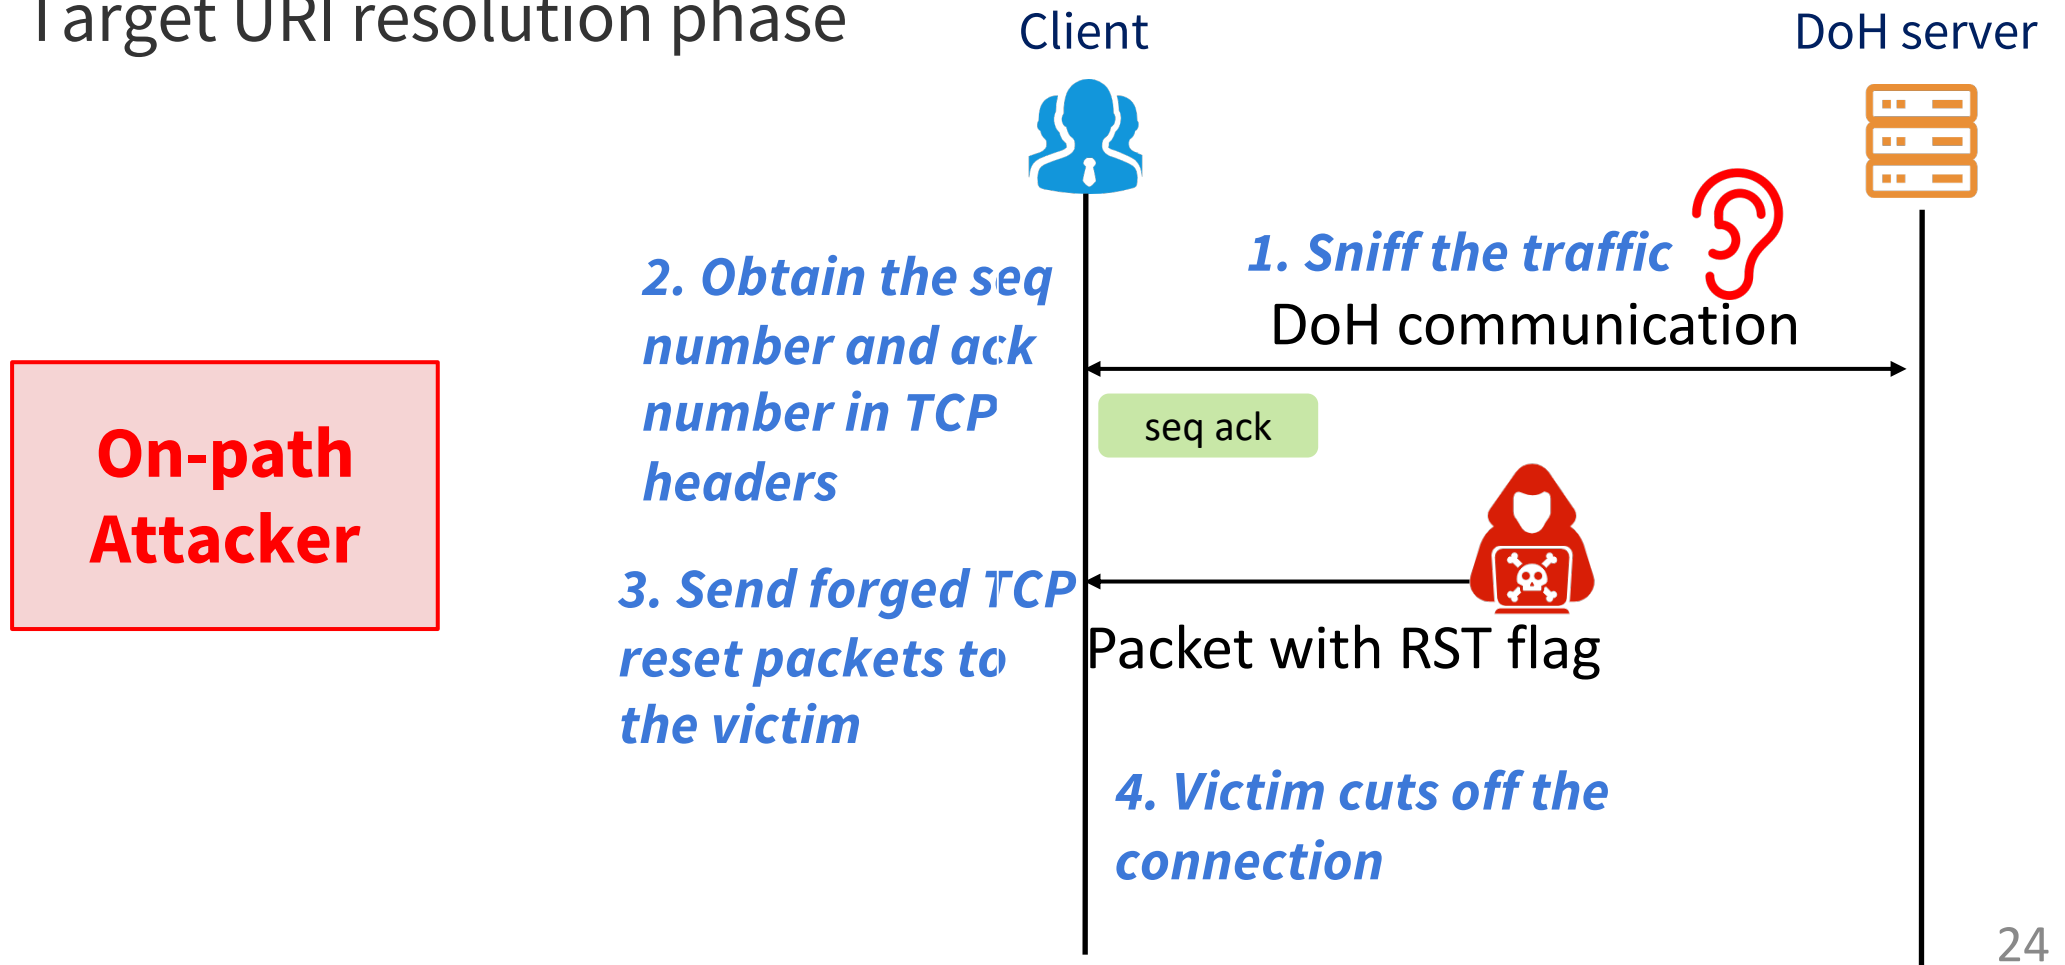 Target URI resolution phase
Client
DoH server
1. Sniff the traffic
DoH communication
2. Obtain the seq
number and ack
number in TCP
headers
seq ack
On-path
Attacker
3. Send forged TCP
reset packets to
the victim
Packet with RST flag
4. Victim cuts off the
connection
24